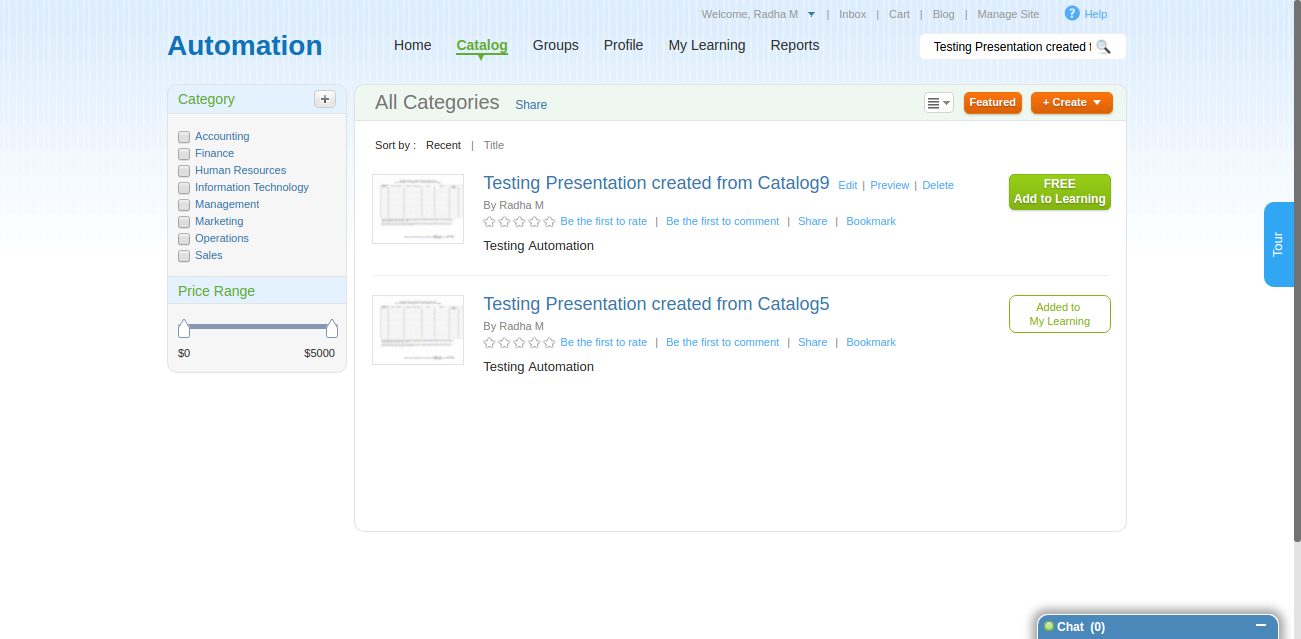 Welcome, Radha M | Inbox | Cart | Blog | Manage Site ? Help
Automation
Home Catalog Groups Profile My Learning Reports
Testing Presentation created f
Category +
Accounting
Finance
Human Resources
Information Technology
Management
Marketing
Operations
Sales
Price Range
$0 $5000
All Categories Share
Featured
+ Create
Sort by : Recent | Title
Testing Presentation created from Catalog9 Edit | Preview | Delete
By Radha M
Be the first to rate | Be the first to comment | Share | Bookmark
Testing Automation
FREE
Add to Learning
Testing Presentation created from Catalog5
By Radha M
Be the first to rate | Be the first to comment | Share | Bookmark
Testing Automation
Added to
My Learning
Tour
Chat (0)